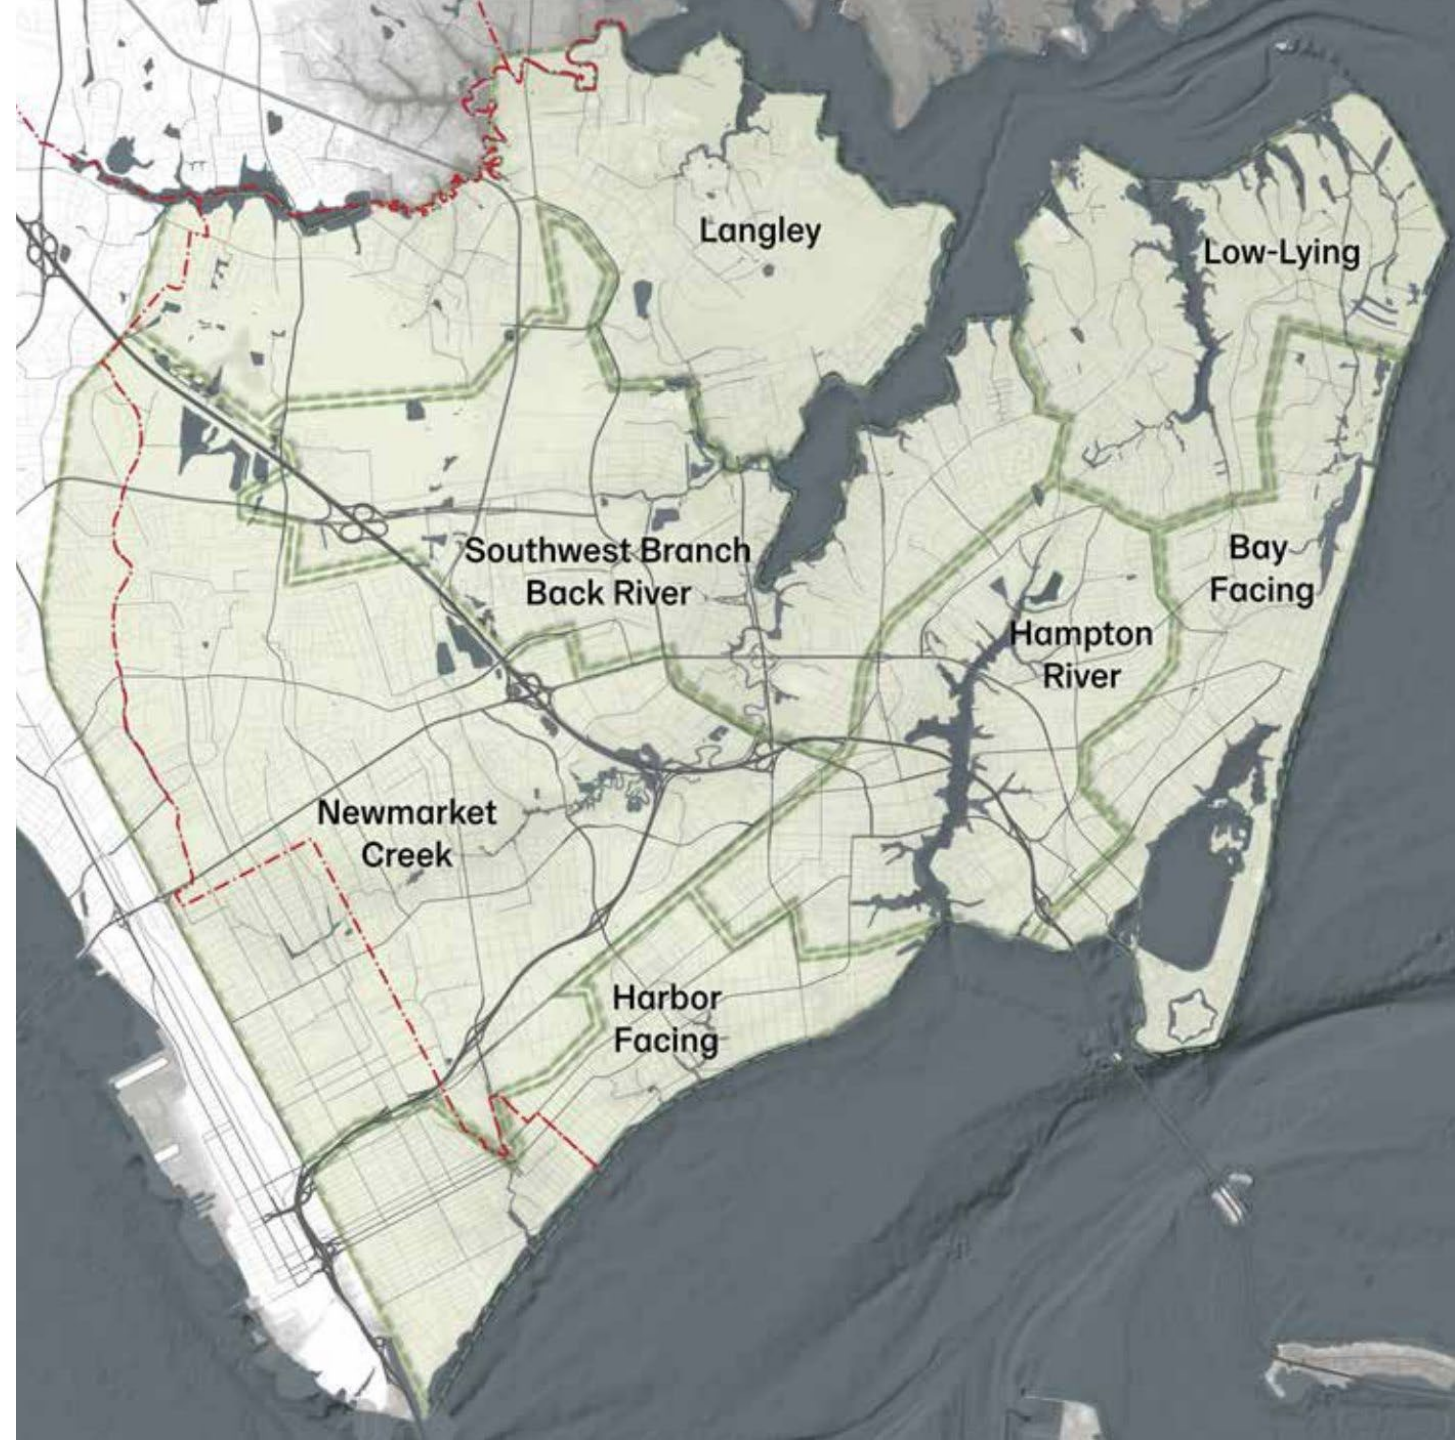 Langley
Low-Lying
Southwest Branch
Back River
Bay
Facing
Hampton
River
Newmarket
Creek
Harbor
Facing